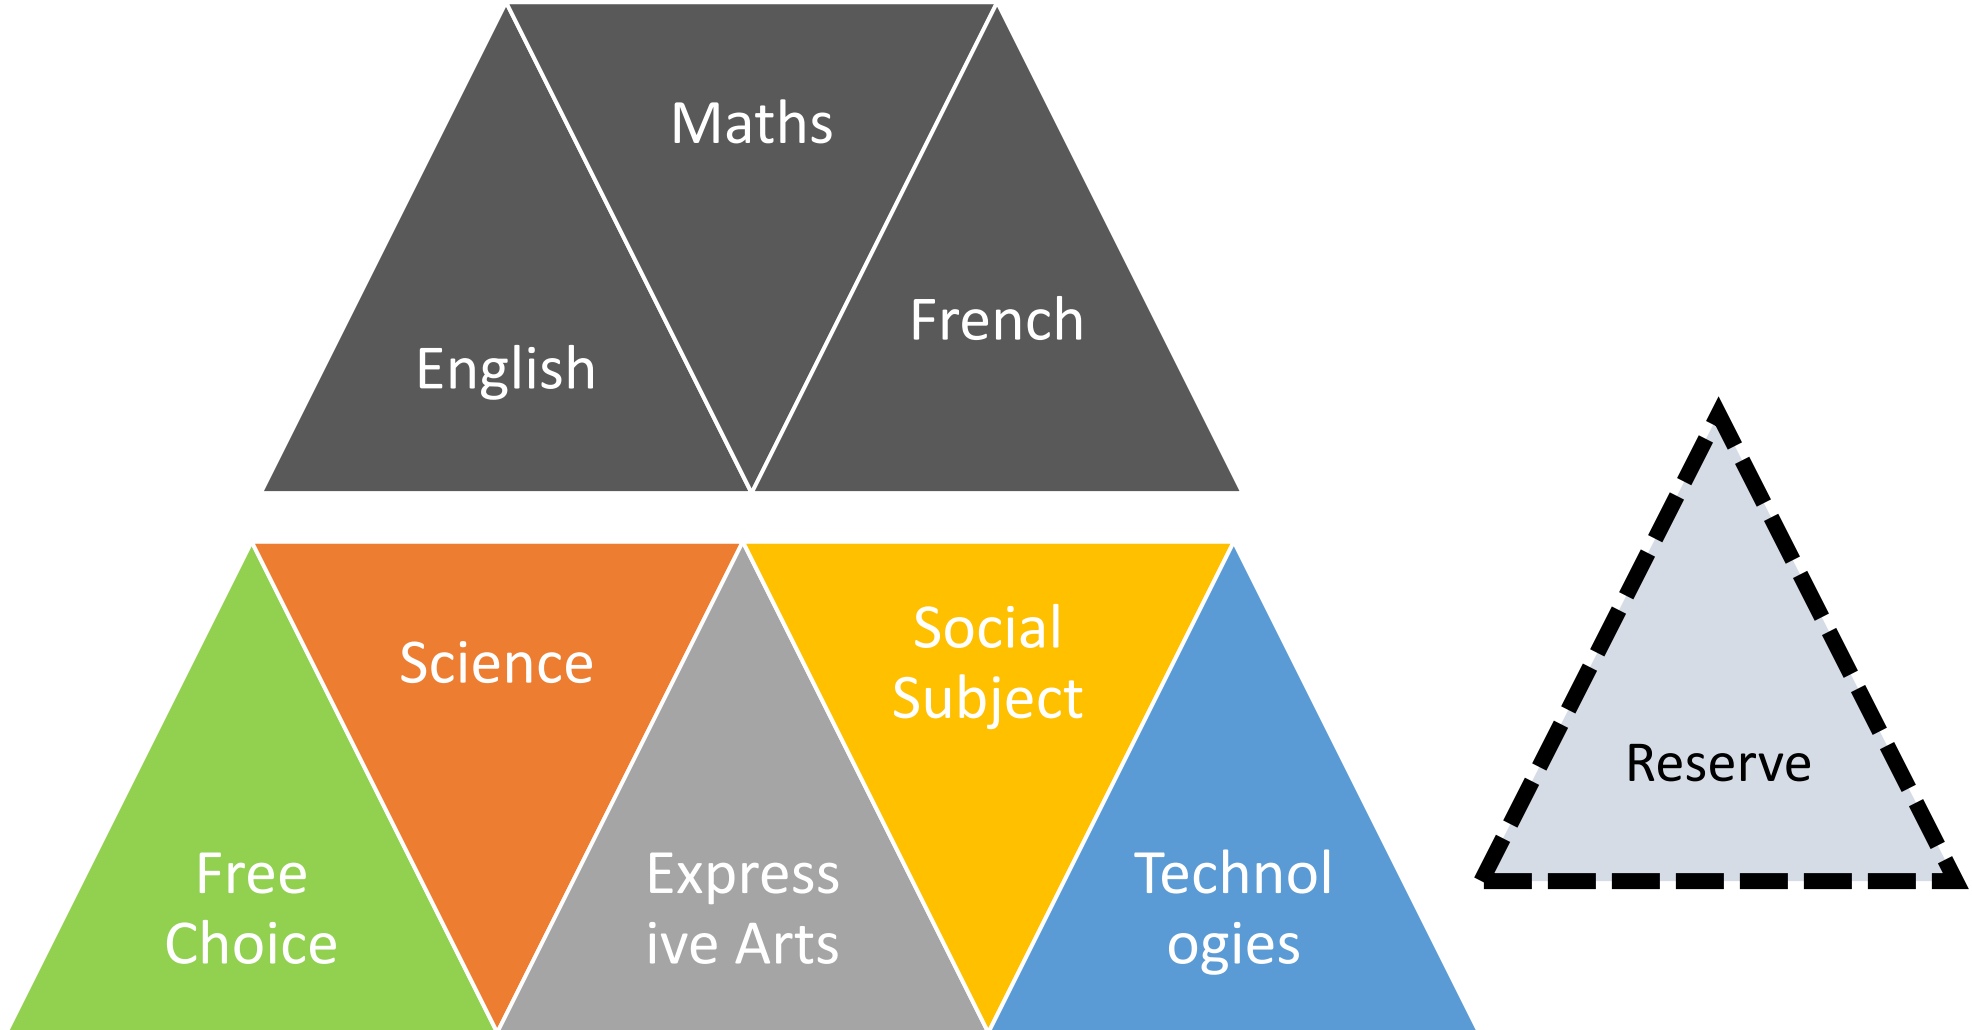 Maths
English
French
Science
Social
Subject
Free
Choice
Express
ive Arts
Technol
ogies
Reserve